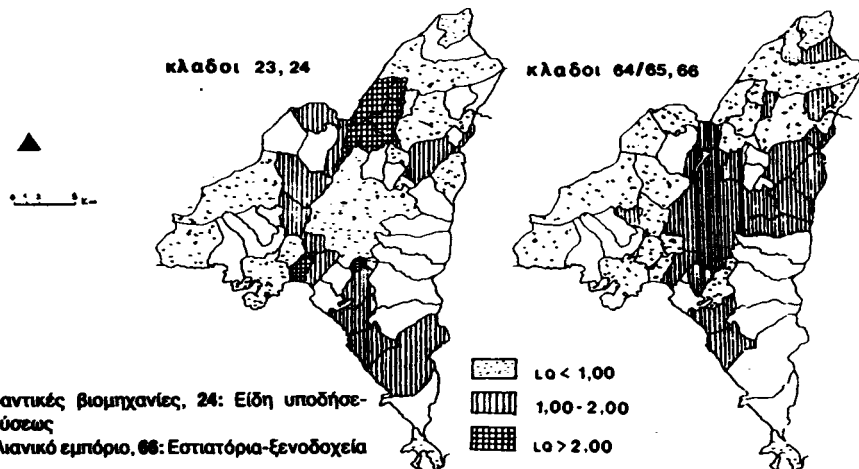 κλαδοι 23, 24
κλαδοι 64/65, 66
LQ < 1,00
1,00-2,00
LQ > 2,00
αντικές βιομηχανίες, 24: Είδη υποδήσε-
ύσεως
λιανικό εμπόριο, 66: Εστιατόρια-ξενοδοχεία